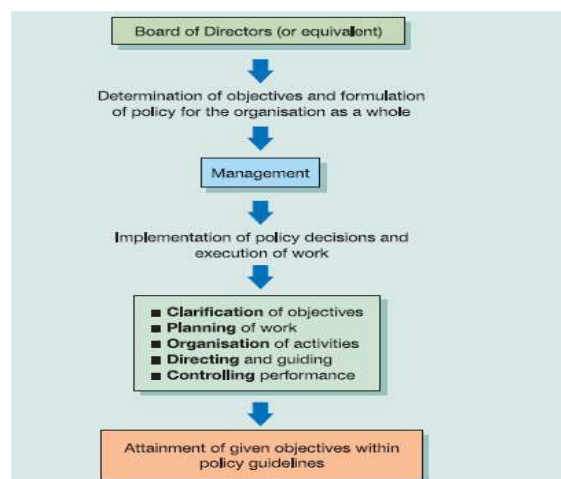 Board of Directors (or equivalent)
Determination of objectives and formulation
of policy for the organisation as a whole
Management
Implementation of policy decisions and
execution of work
■ Clarification of objectives
■ Planning of work
■ Organisation of activities
■ Directing and guiding
■ Controlling performance
Attainment of given objectives within
policy guidelines